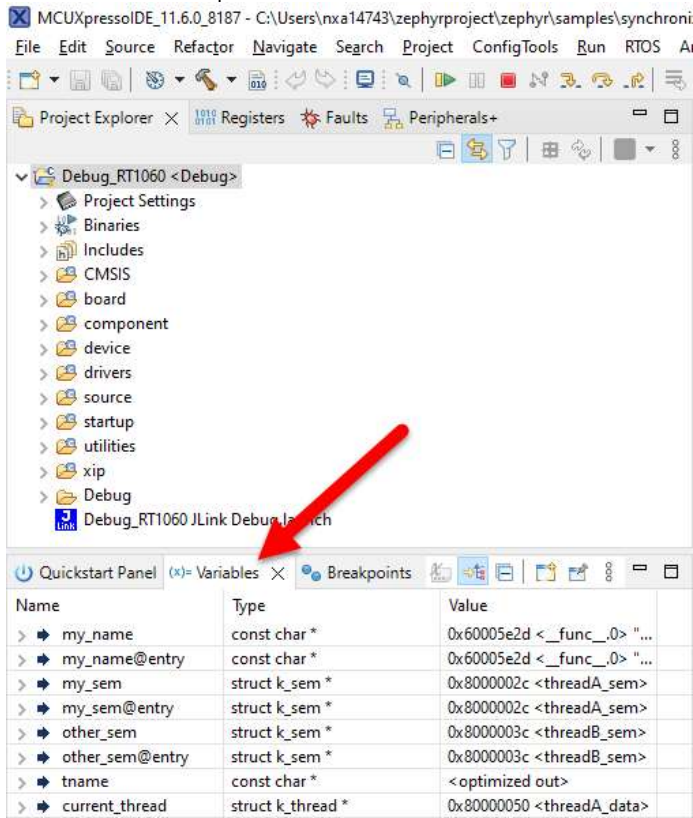 MCUXpressoIDE_11.6.0_8187 - C:\Users\nxa14743\zephyrproject\zephyr\samples\synchroni
File Edit Source Refactor Navigate Search Project ConfigTools Run RTOS
Project Explorer Registers Faults Peripherals+
Debug_RT1060 <Debug>
Project Settings
Binaries
Includes
CMSIS
board
component
device
drivers
source
startup
utilities
xip
Debug
Debug_RT1060 JLink Debug.launch
Quickstart Panel (x)= Variables Breakpoints
Name Type Value
my_name const char * 0x60005e2d <__func__.0> "...
my_name@entry const char * 0x60005e2d <__func__.0> "...
my_sem struct k_sem * 0x8000002c <threadA_sem>
my_sem@entry struct k_sem * 0x8000002c <threadA_sem>
other_sem struct k_sem * 0x8000003c <threadB_sem>
other_sem@entry struct k_sem * 0x8000003c <threadB_sem>
tname const char * <optimized out>
current_thread struct k_thread * 0x80000050 <threadA_data>